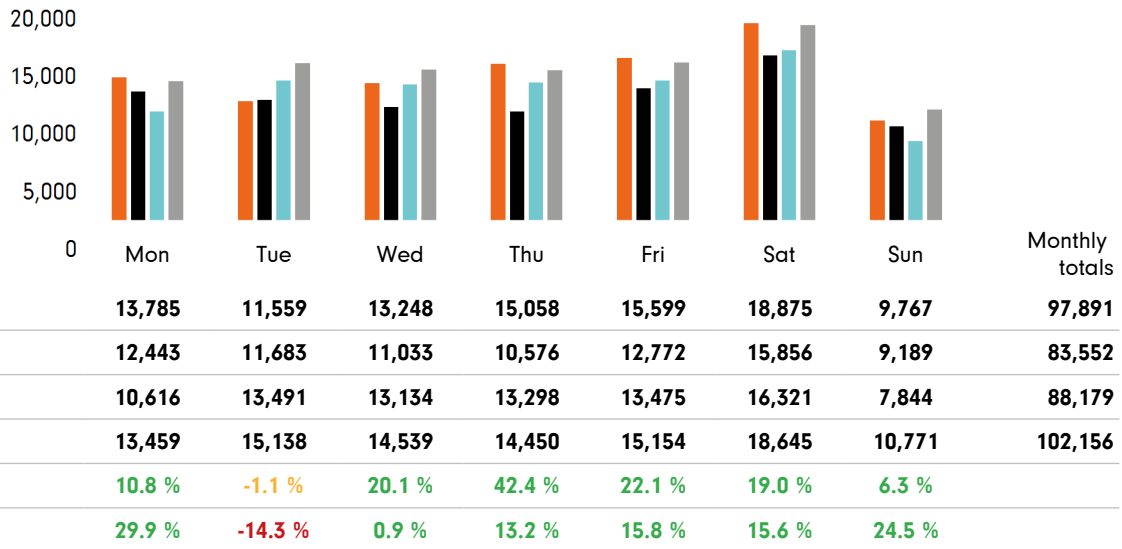 20,000
15,000
10,000
5,000
0
Mon Tue Wed Thu Fri Sat Sun Monthly
totals
13,785 11,559 13,248 15,058 15,599 18,875 9,767 97,891
12,443 11,683 11,033 10,576 12,772 15,856 9,189 83,552
10,616 13,491 13,134 13,298 13,475 16,321 7,844 88,179
13,459 15,138 14,539 14,450 15,154 18,645 10,771 102,156
10.8 % -1.1 % 20.1 % 42.4 % 22.1 % 19.0 % 6.3 %
29.9 % -14.3 % 0.9 % 13.2 % 15.8 % 15.6 % 24.5 %